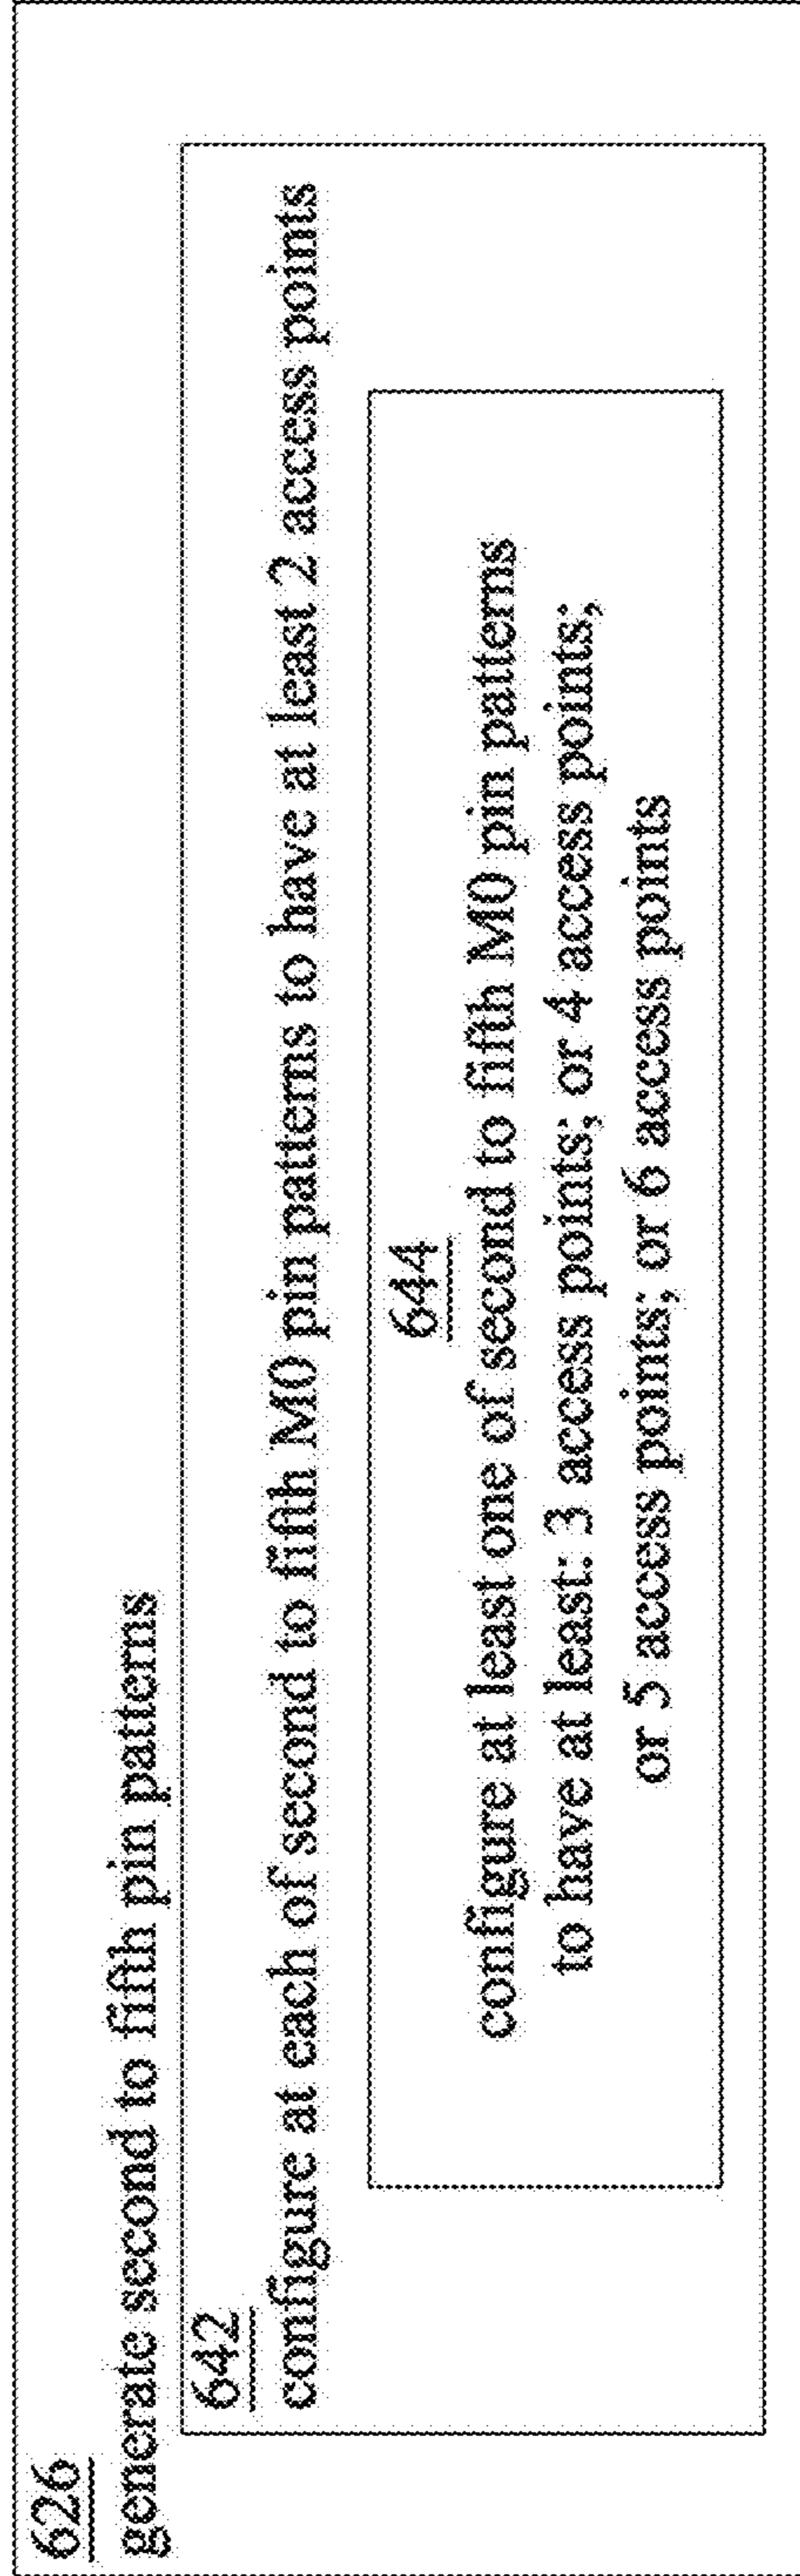 626
generate second to fifth pin patterns
642
configure at each of second to fifth M0 pin patterns to have at least 2 access points
644
configure at least one of second to fifth M0 pin patterns
to have at least: 3 access points; or 4 access points;
or 5 access points; or 6 access points